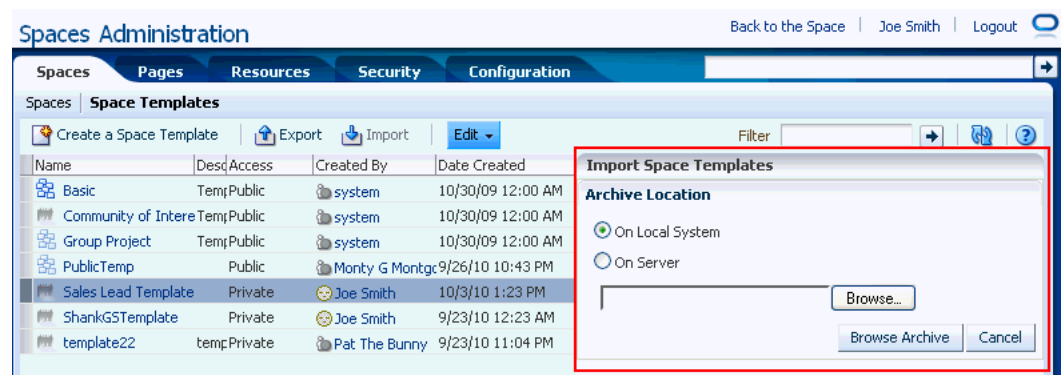 Spaces Administration
Back to the Space | Joe Smith | Logout
Spaces Pages Resources Security Configuration
Spaces | Space Templates
Create a Space Template | Export Import | Edit Filter
Name Desc Access Created By Date Created
Basic Temp Public system 10/30/09 12:00 AM
Community of Intere Temp Public system 10/30/09 12:00 AM
Group Project Temp Public system 10/30/09 12:00 AM
PublicTemp Public Monty G Montgo 9/26/10 10:43 PM
Sales Lead Template Private Joe Smith 10/3/10 1:23 PM
ShankGSTemplate Private Joe Smith 9/23/10 12:23 AM
template22 temp Private Pat The Bunny 9/23/10 11:04 PM
Import Space Templates
Archive Location
On Local System
On Server
Browse...
Browse Archive Cancel